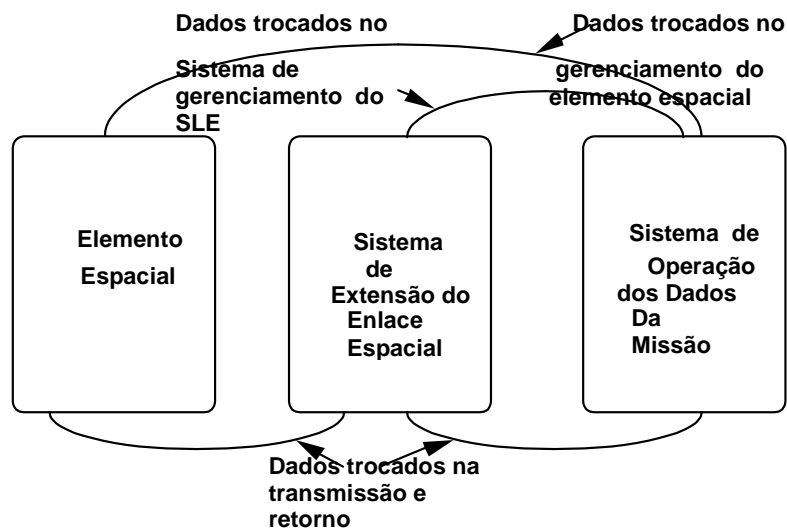 Dados trocados no
Sistema de
gerenciamento do
SLE
Dados trocados no
gerenciamento do
elemento espacial
Elemento
Espacial
Sistema
de
Extensão do
Enlace
Espacial
Sistema de
Operação
dos Dados
Da
Missão
Dados trocados na
transmissão e
retorno